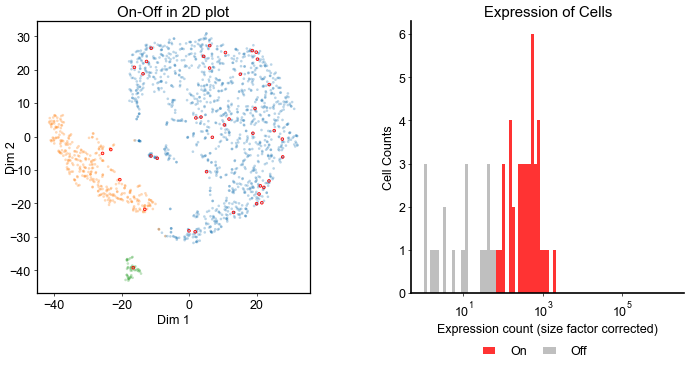 On-Off in 2D plot
Dim 2
30
20
10
0
−10
−20
−30
−40
−40 −20 0 20
Dim 1
Expression of Cells
Cell Counts
6
5
4
3
2
1
0
10^1 10^3 10^5
Expression count (size factor corrected)
On Off